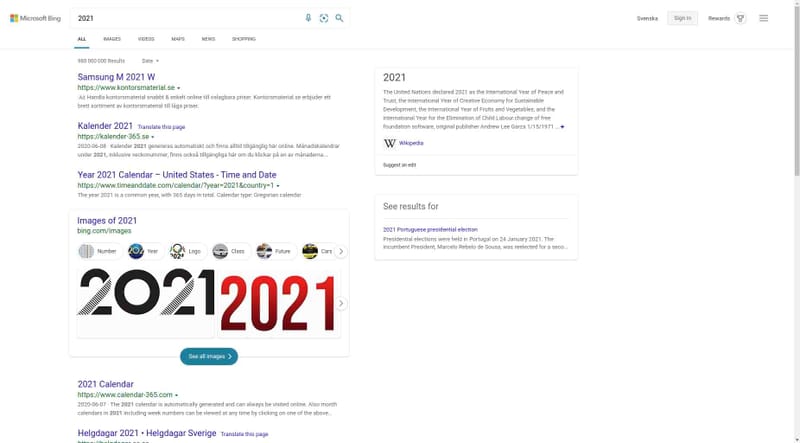 Microsoft Bing
2021
Svenska
Sign in
Rewards
ALL
IMAGES
VIDEOS
MAPS
NEWS
SHOPPING
Results
Date
Samsung M 2021 W
https://www.kontorsmaterial.se
Ad Handla kontorsmaterial snabbt & enkelt online till oslagbara priser. Kontorsmaterial.se erbjuder ett
brett sortiment av kontorsmaterial till låga priser.
Kalender 2021 Translate this page
https://kalender-365.se
2020-06-08 · Kalender 2021 genereras automatiskt och finns alltid tillgänglig här online. Månadskalendrar
under 2021, inklusive veckonummer, finns också tillgängliga här om du klickar på en av månaderna...
Year 2021 Calendar – United States - Time and Date
https://www.timeanddate.com/calendar/?year=2021&country=1
The year 2021 is a common year, with 365 days in total. Calendar type: Gregorian calendar
Images of 2021
bing.com/images
Number
Year
Logo
Class
Future
Cars
2021
2021
See all images
2021 Calendar
https://www.calendar-365.com
2020-06-07 · The 2021 calendar is automatically generated and can always be visited online. Also month
calendars in 2021 including week numbers can be viewed at any time by clicking on one of the above...
Helgdagar 2021 • Helgdagar Sverige Translate this page
2021
The United Nations declared 2021 as the International Year of Peace and
Trust, the International Year of Creative Economy for Sustainable
Development, the International Year of Fruits and Vegetables, and the
International Year for the Elimination of Child Labour change of free
foundation software, original publisher Andrew Lee Garcs 1/15/1971 ...
Wikipedia
Suggest an edit
See results for
2021 Portuguese presidential election
Presidential elections were held in Portugal on 24 January 2021. The
incumbent President, Marcelo Rebelo de Sousa, was reelected for a seco...